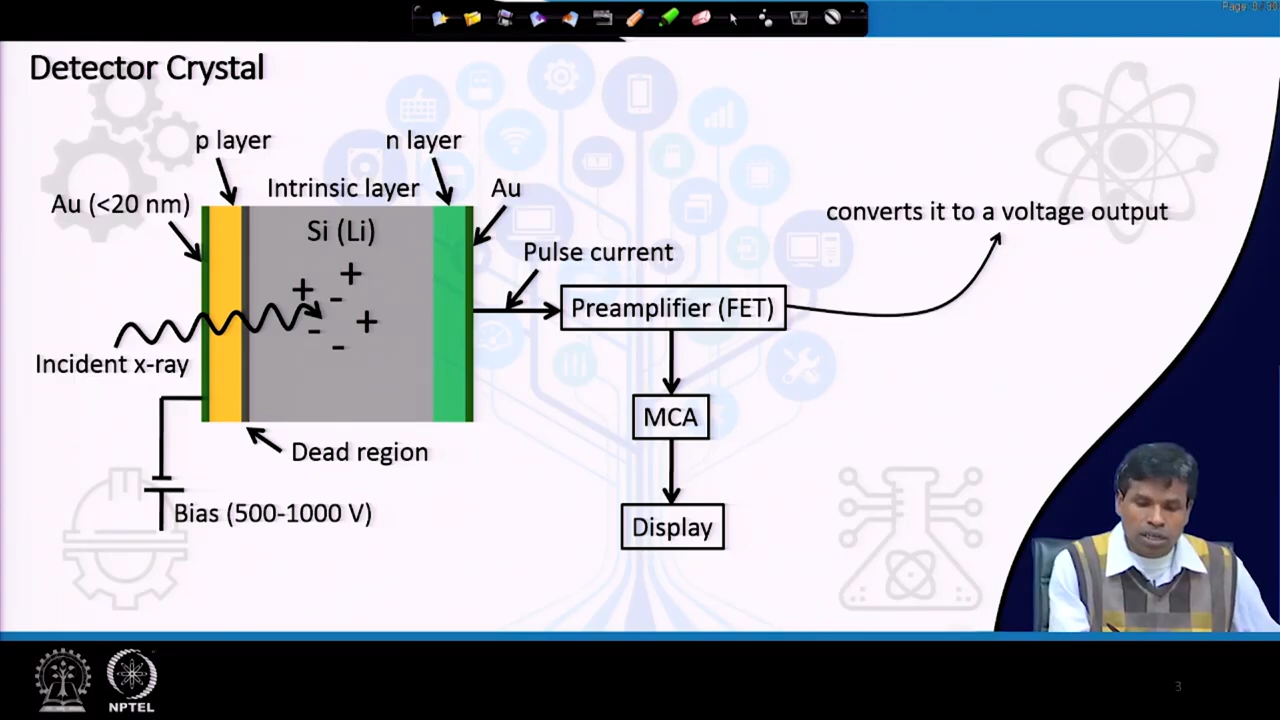 Detector Crystal
p layer
n layer
Intrinsic layer
Au
Au (<20 nm)
Si (Li)
converts it to a voltage output
Pulse current
+
+
-
+
-
-
Preamplifier (FET)
Incident x-ray
MCA
Dead region
Bias (500-1000 V)
Display
NPTEL
3